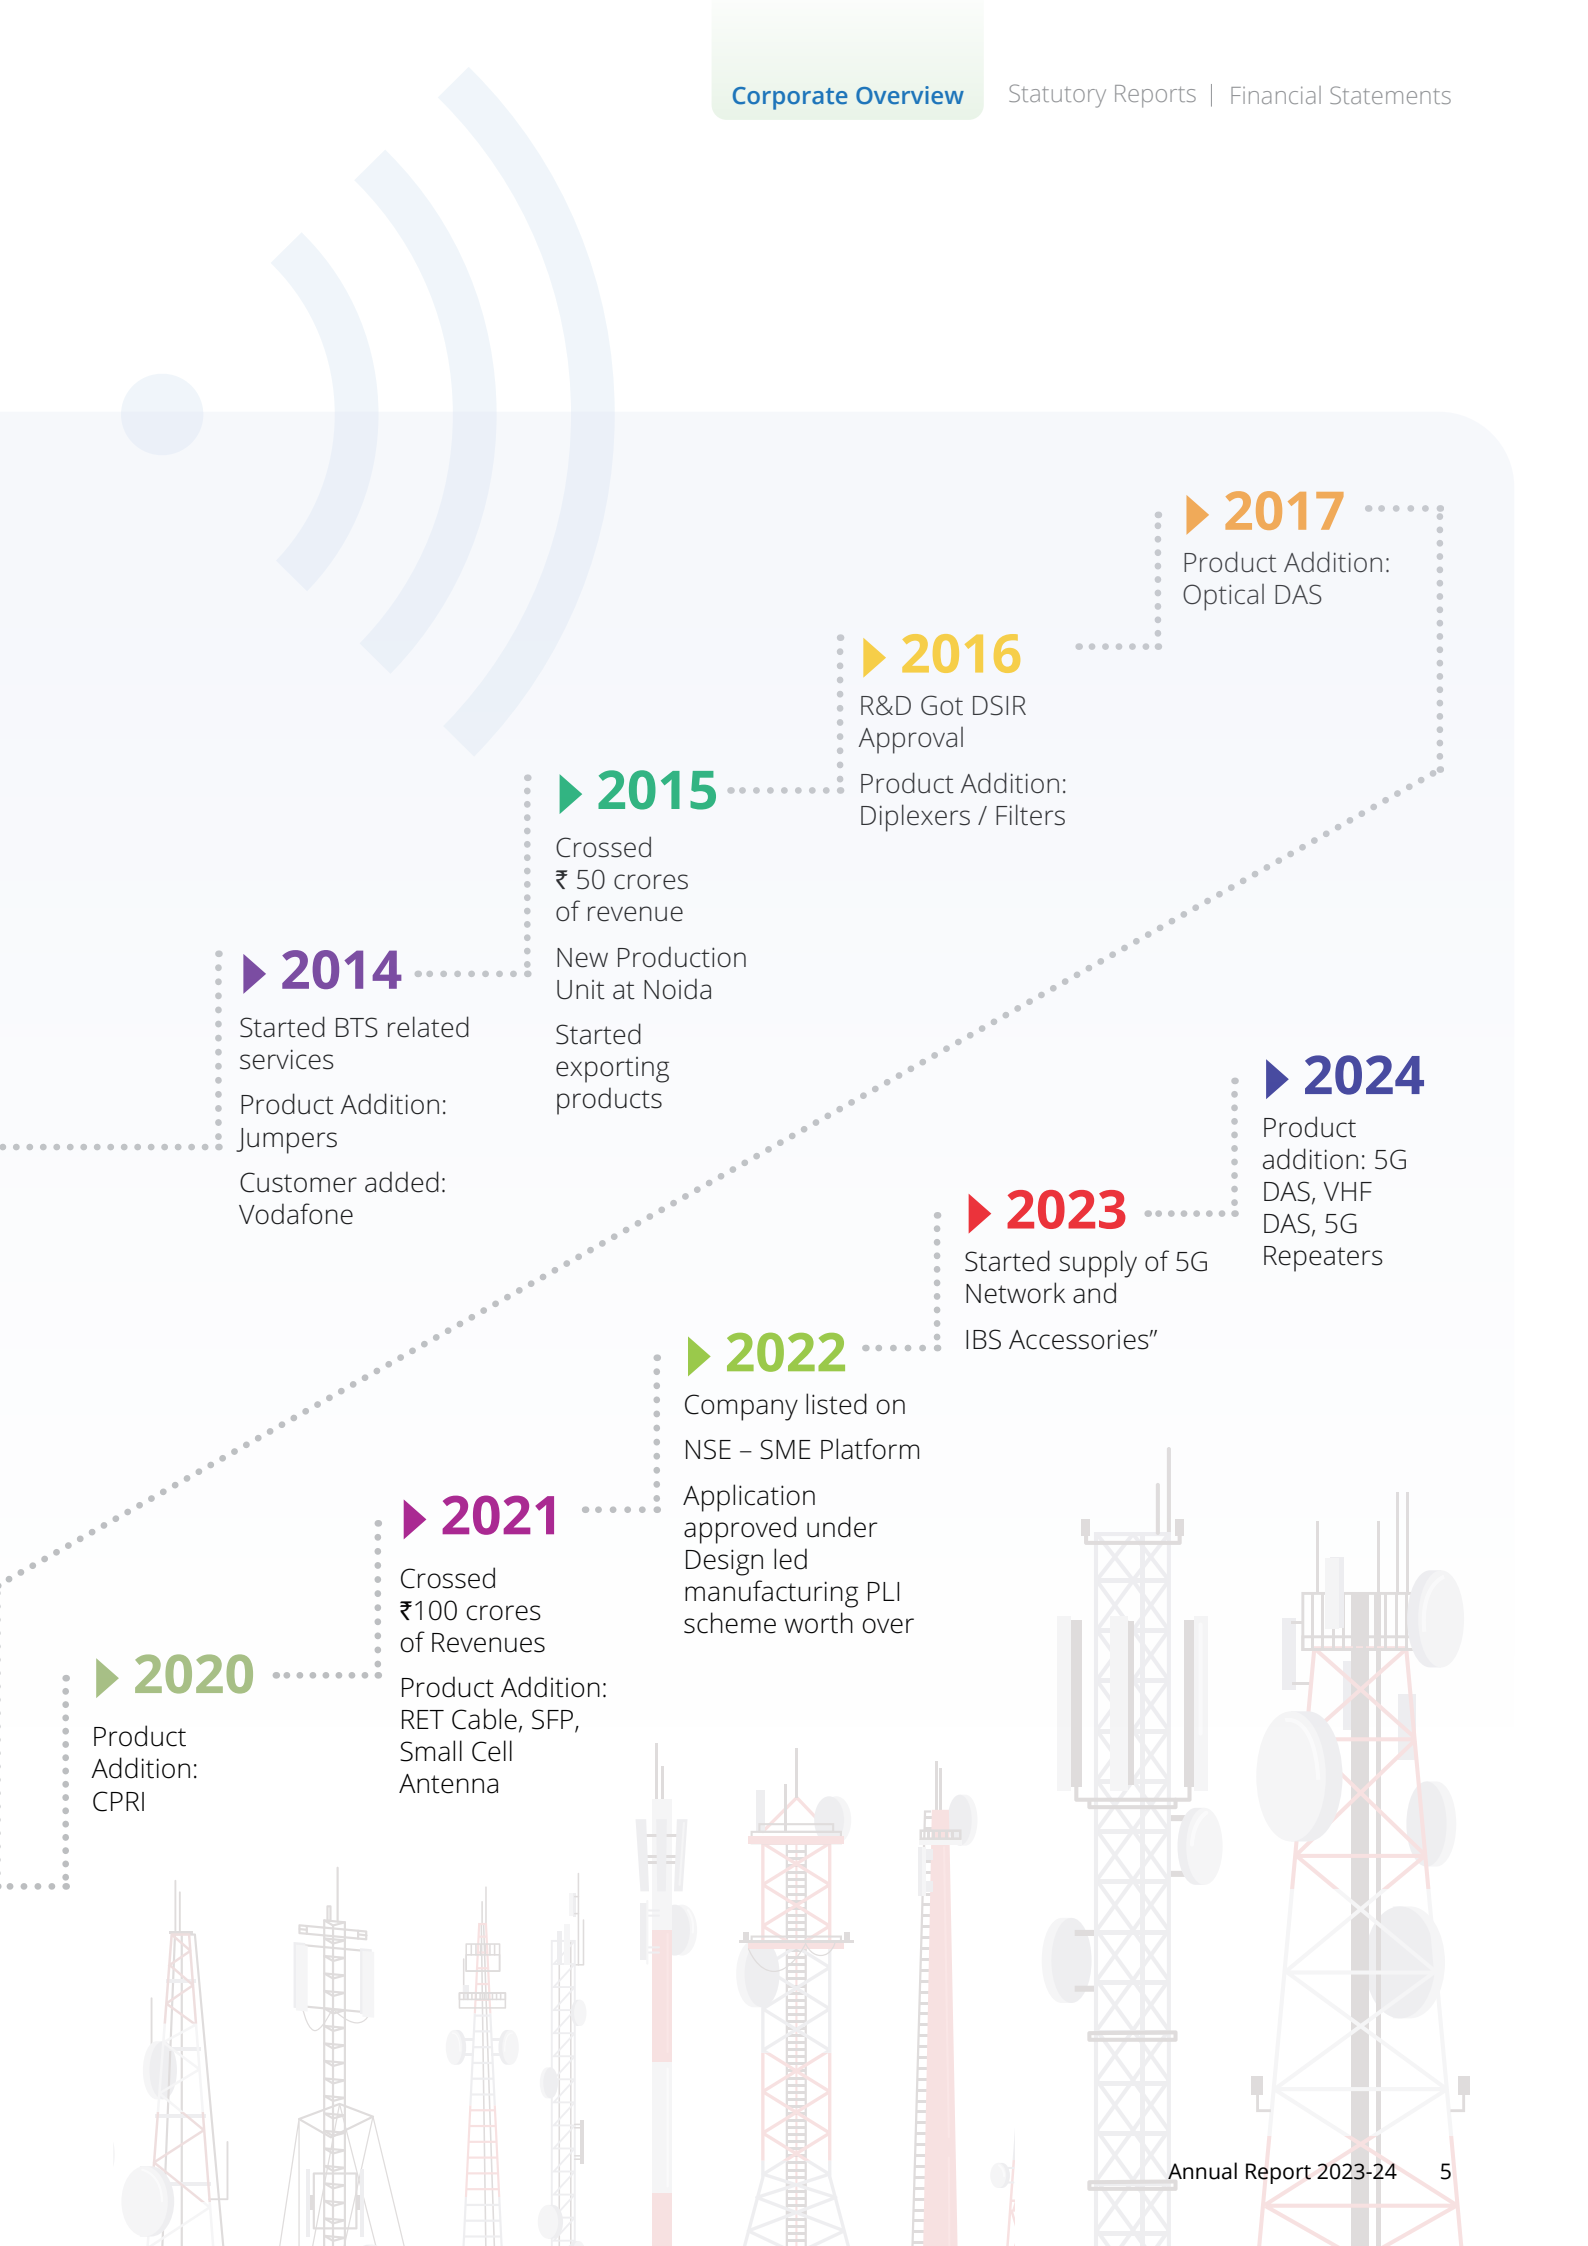 Corporate Overview
Statutory Reports | Financial Statements
2014
Started BTS related
services
Product Addition:
Jumpers
Customer added:
Vodafone
2015
Crossed
₹ 50 crores
of revenue
New Production
Unit at Noida
Started
exporting
products
2016
R&D Got DSIR
Approval
Product Addition:
Diplexers / Filters
2017
Product Addition:
Optical DAS
2020
Product
Addition:
CPRI
2021
Crossed
₹100 crores
of Revenues
Product Addition:
RET Cable, SFP,
Small Cell
Antenna
2022
Company listed on
NSE – SME Platform
Application
approved under
Design led
manufacturing PLI
scheme worth over
2023
Started supply of 5G
Network and
IBS Accessories”
2024
Product
addition: 5G
DAS, VHF
DAS, 5G
Repeaters
Annual Report 2023-24 5